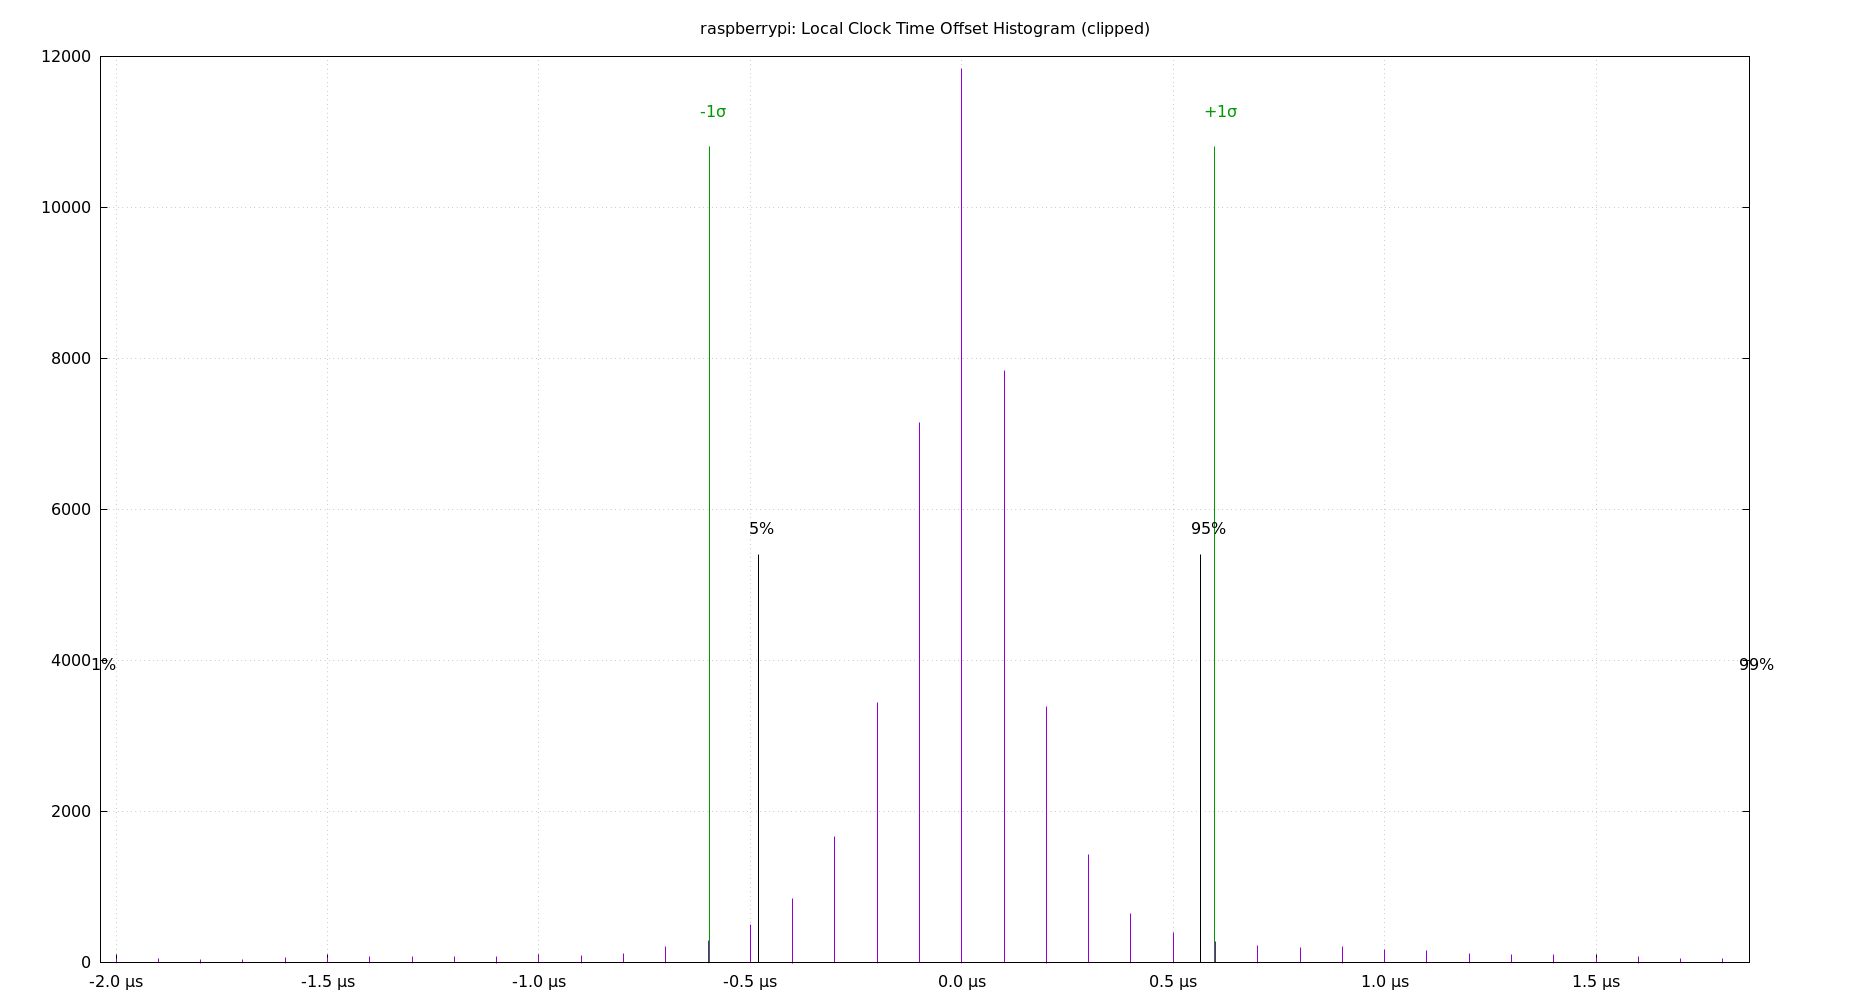 raspberrypi: Local Clock Time Offset Histogram (clipped)
12000
-1σ
+1σ
10000
8000
6000
5%
95%
4000
1%
99%
2000
0
-2.0 µs
-1.5 µs
-1.0 µs
-0.5 µs
0.0 µs
0.5 µs
1.0 µs
1.5 µs